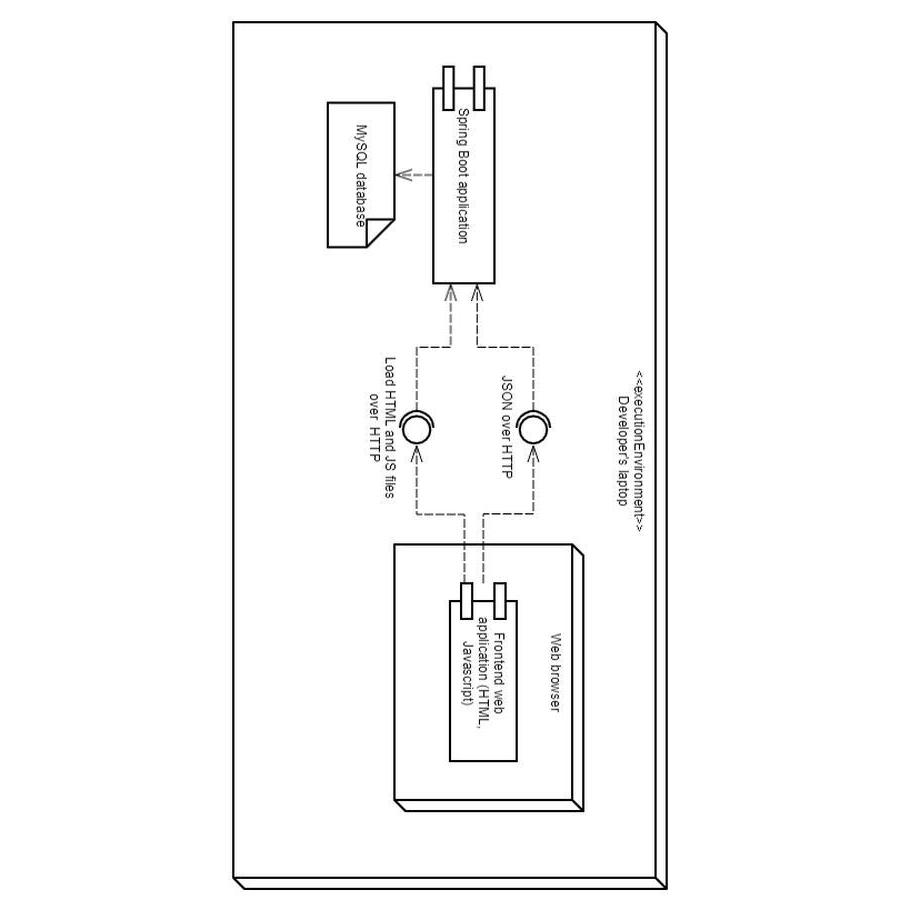 <<executionEnvironment>>
Developer's laptop
Spring Boot application
MySQL database
JSON over HTTP
Load HTML and JS files
over HTTP
Web browser
Frontend web
application (HTML,
Javascript)